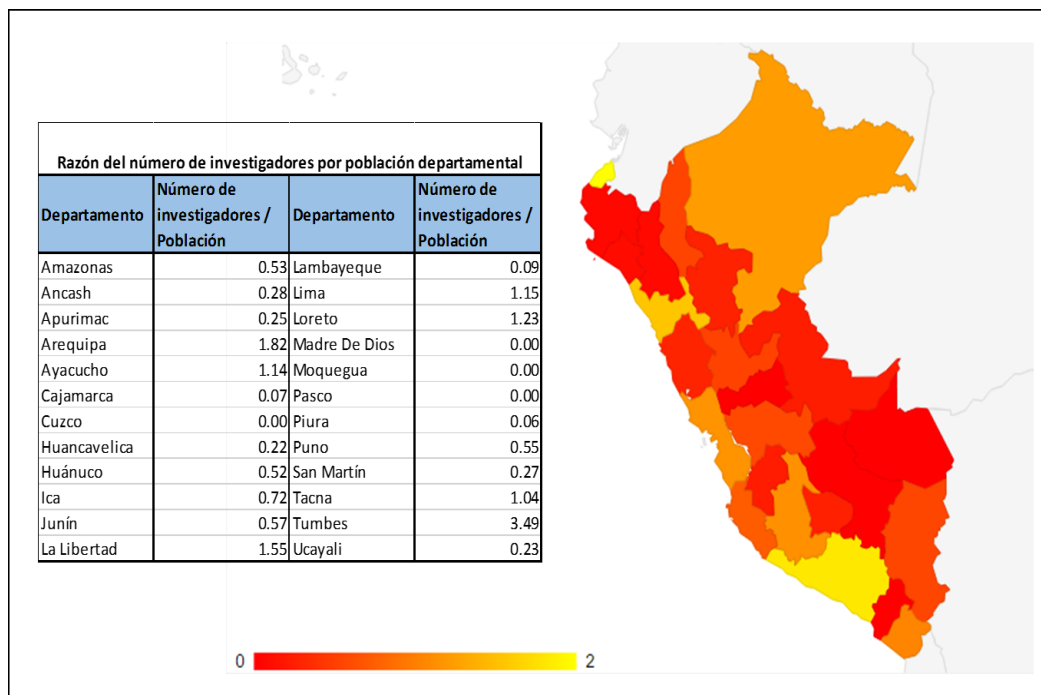 Razón del número de investigadores por población departamental
Departamento Número de investigadores / Población Departamento Número de investigadores / Población
Amazonas 0.53 Lambayeque 0.09
Ancash 0.28 Lima 1.15
Apurimac 0.25 Loreto 1.23
Arequipa 1.82 Madre De Dios 0.00
Ayacucho 1.14 Moquegua 0.00
Cajamarca 0.07 Pasco 0.00
Cuzco 0.00 Piura 0.06
Huancavelica 0.22 Puno 0.55
Huánuco 0.52 San Martín 0.27
Ica 0.72 Tacna 1.04
Junín 0.57 Tumbes 3.49
La Libertad 1.55 Ucayali 0.23
0 2